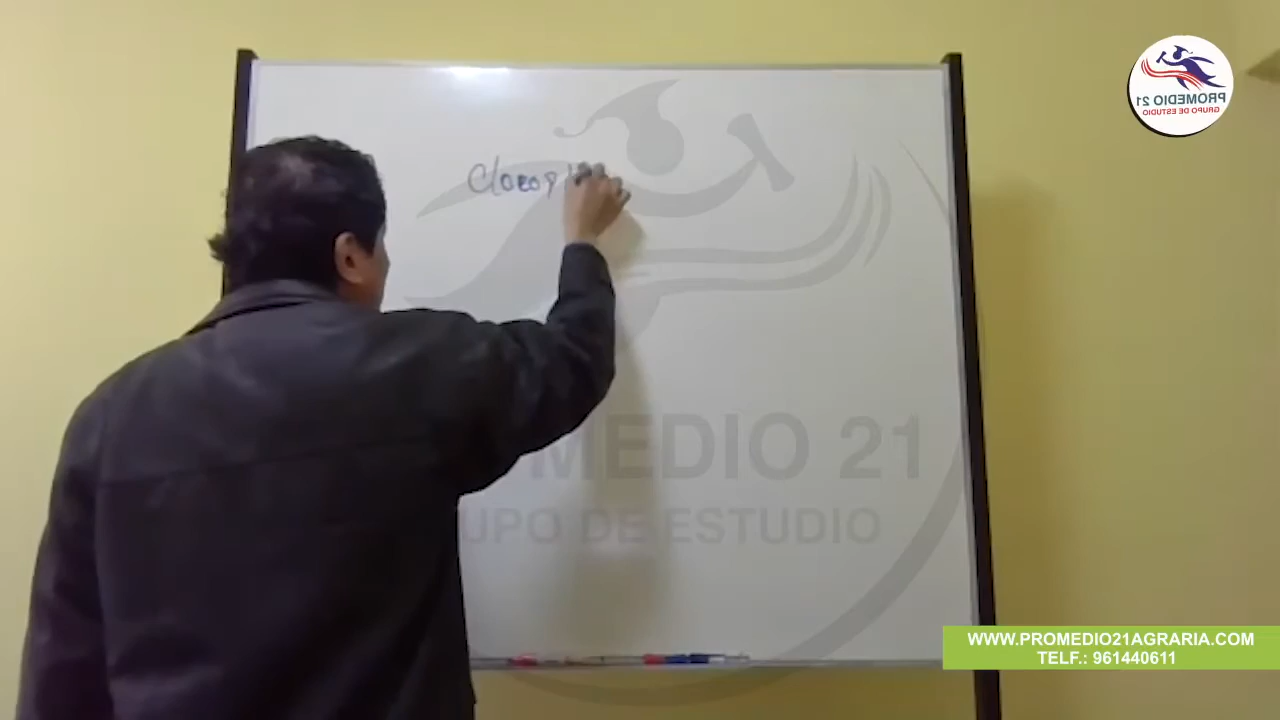 PROMEDIO 21
GRUPO DE ESTUDIO
MEDIO 21
UPO DE ESTUDIO
WWW.PROMEDIO21AGRARIA.COM
TELF.: 961440611